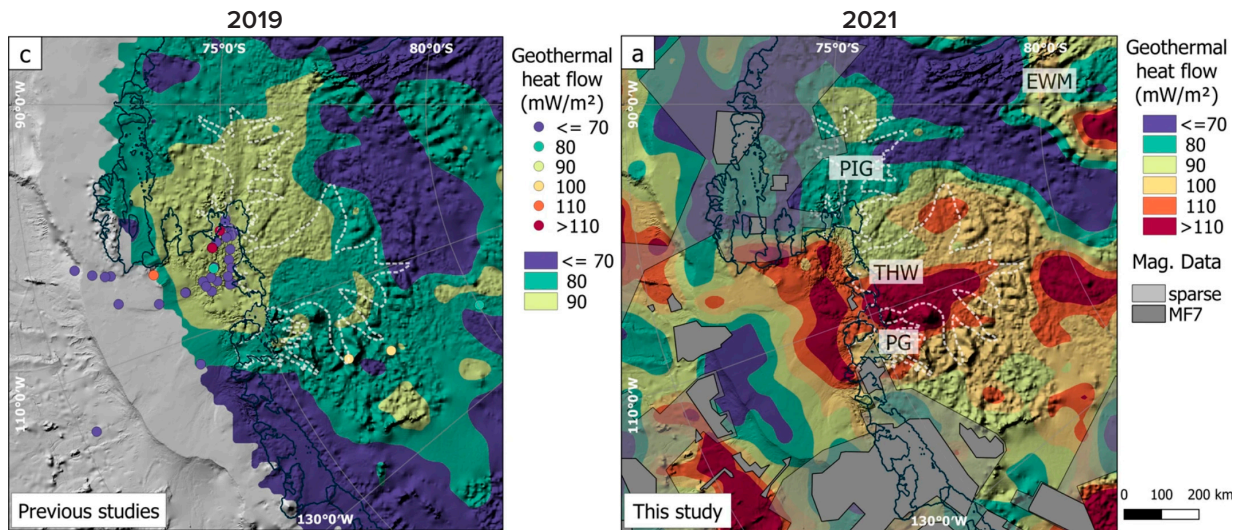 2019
c
75°0'S
80°0'S
90°0'W
110°0'W
130°0'W
Previous studies
Geothermal
heat flow
(mW/m²)
<= 70
80
90
100
110
>110
<= 70
80
90
2021
a
75°0'S
80°0'S
90°0'W
110°0'W
130°0'W
EWM
PIG
THW
PG
This study
Geothermal
heat flow
(mW/m²)
<=70
80
90
100
110
>110
Mag. Data
sparse
MF7
0 100 200 km